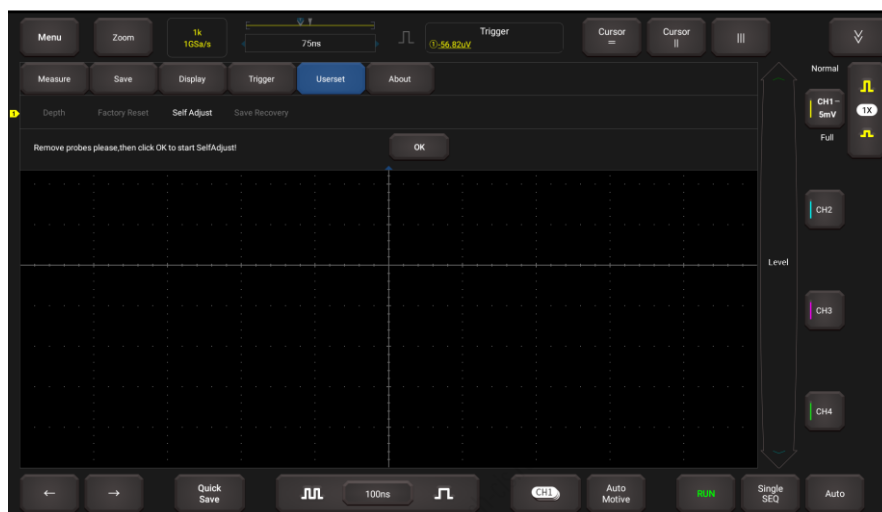 Menu
Zoom
1k
1GSa/s
75ns
Trigger
①-56.82uV
Cursor
Cursor
Measure
Save
Display
Trigger
Userset
About
Normal
CH1
5mV
1X
Full
1
Depth
Factory Reset
Self Adjust
Save Recovery
Remove probes please,then click OK to start SelfAdjust!
OK
CH2
Level
CH3
CH4
Quick
Save
100ns
CH1
Auto
Motive
RUN
Single
SEQ
Auto